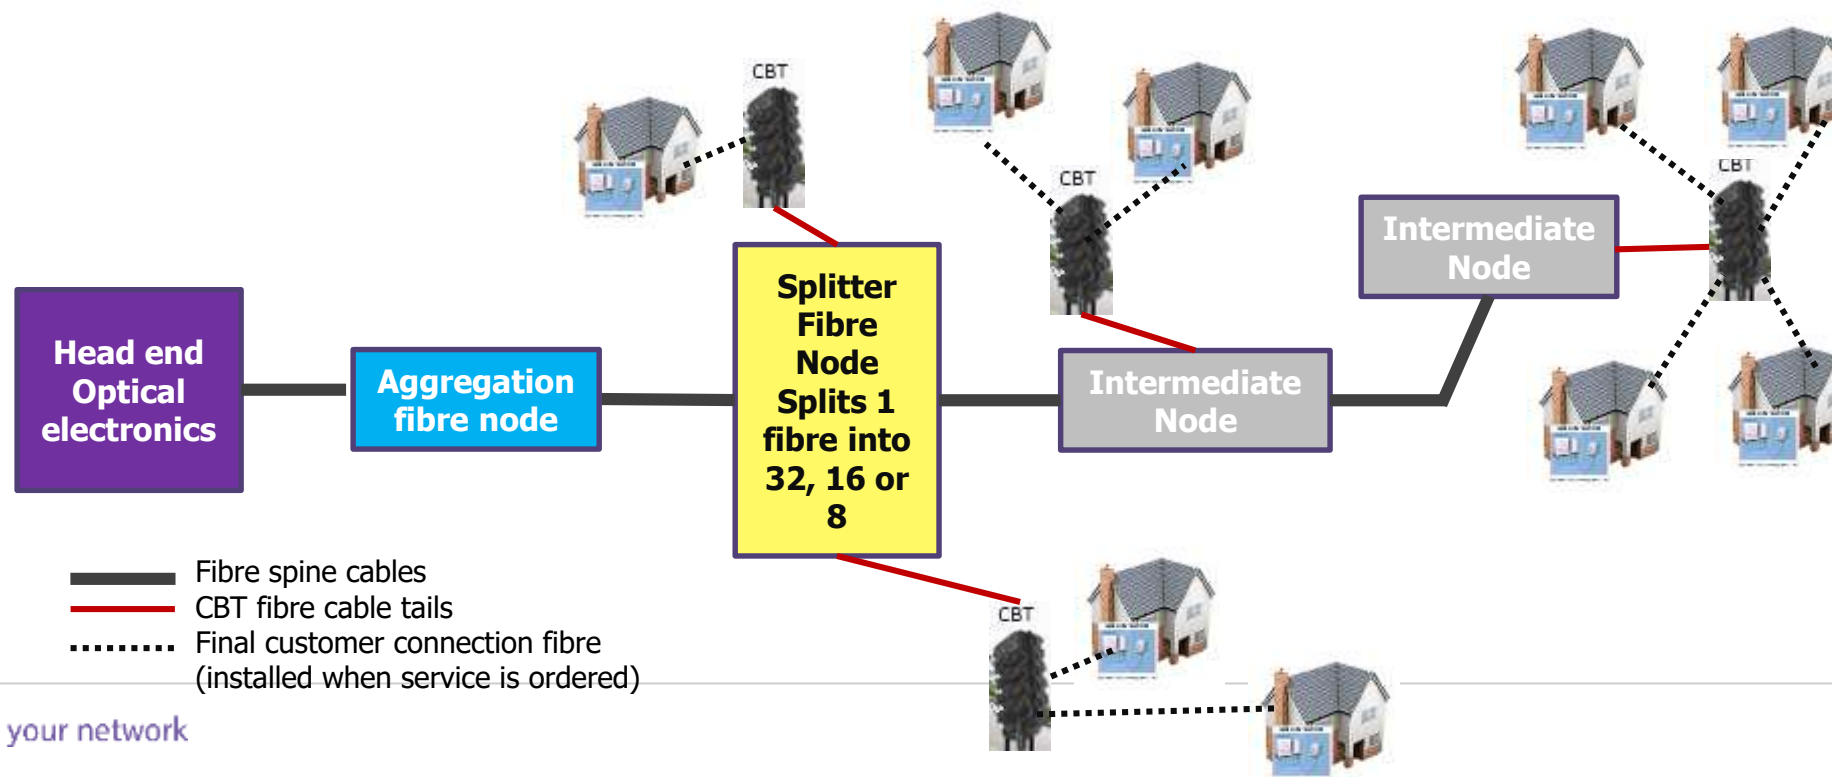 CBT
CBT
CBT
Intermediate
Node
Splitter
Fibre
Node
Splits 1
fibre into
32, 16 or
8
Head end
Optical
electronics
Aggregation
fibre node
Intermediate
Node
Fibre spine cables
CBT fibre cable tails
Final customer connection fibre
(installed when service is ordered)
CBT
your network